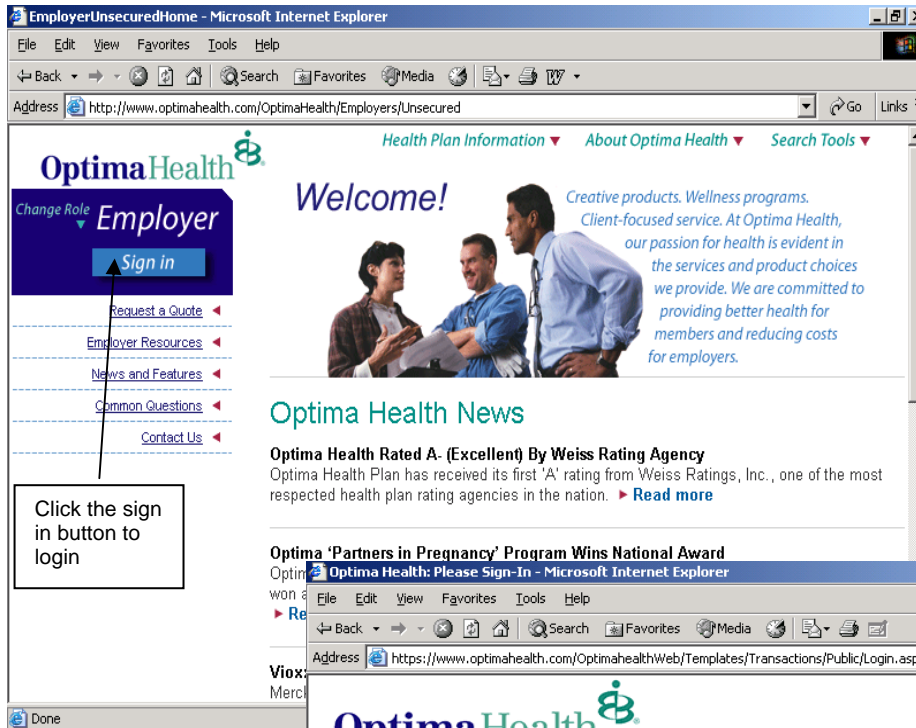 EmployerUnsecuredHome - Microsoft Internet Explorer
File Edit View Favorites Tools Help
Back Search Favorites Media
Address http://www.optimahealth.com/OptimaHealth/Employers/Unsecured Go Links
Health Plan Information About Optima Health Search Tools
OptimaHealth
Change Role
Employer
Sign in
Request a Quote
Employer Resources
News and Features
Common Questions
Contact Us
Click the sign
in button to
login
Welcome!
Creative products. Wellness programs.
Client-focused service. At Optima Health,
our passion for health is evident in
the services and product choices
we provide. We are committed to
providing better health for
members and reducing costs
for employers.
Optima Health News
Optima Health Rated A- (Excellent) By Weiss Rating Agency
Optima Health Plan has received its first 'A' rating from Weiss Ratings, Inc., one of the most
respected health plan rating agencies in the nation. Read more
Optima 'Partners in Pregnancy' Program Wins National Award
Optim
won a
Re
Viox
Merck
Done
Optima Health: Please Sign-In - Microsoft Internet Explorer
File Edit View Favorites Tools Help
Back Search Favorites Media
Address https://www.optimahealth.com/OptimahealthWeb/Templates/Transactions/Public/Login.asp
Optima Health